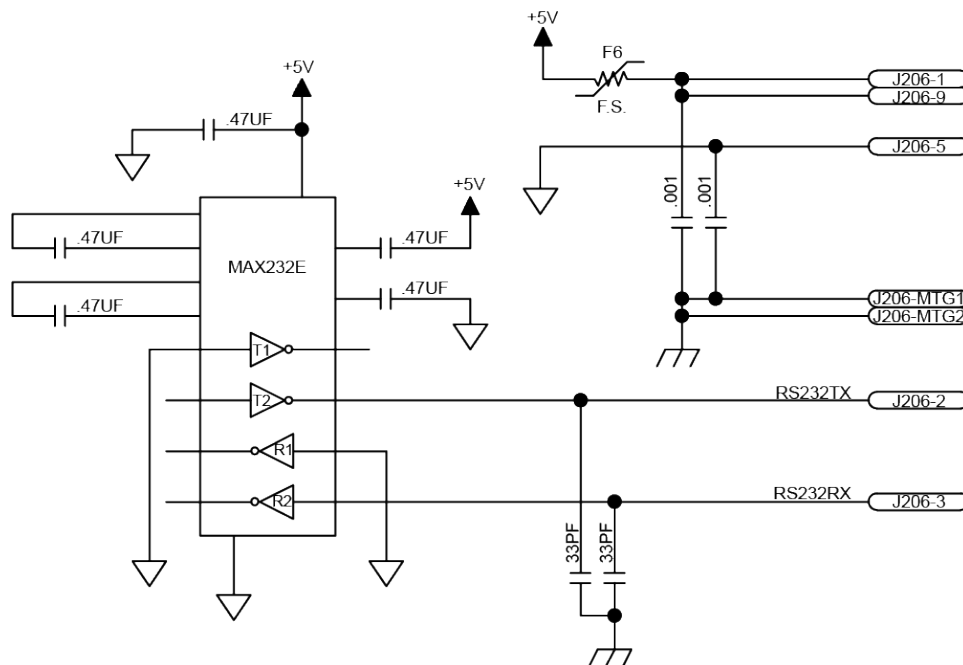 +5V
F6
F.S.
J206-1
J206-9
+5V
.47UF
J206-5
.001
.001
+5V
.47UF
.47UF
MAX232E
.47UF
.47UF
J206-MTG1
J206-MTG2
T1
T2
RS232TX
J206-2
R1
R2
RS232RX
J206-3
33PF
33PF